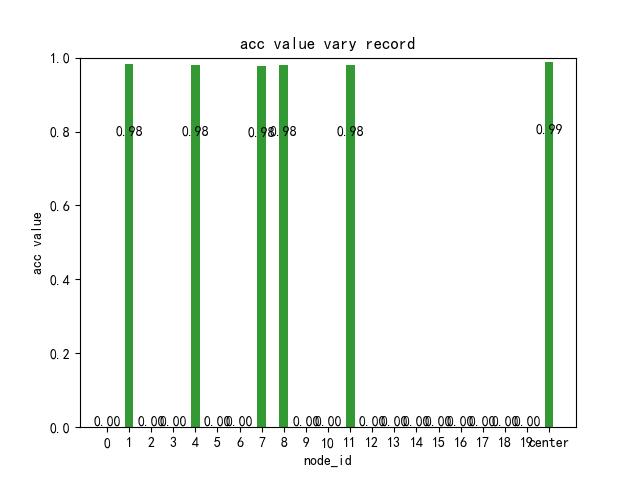 acc value vary record
1.0
0.8
0.6
0.4
0.2
0.0
acc value
0.98 0.98 0.98 0.98 0.98 0.99
0.00 0.00 0.00 0.00 0.00 0.00 0.00 0.00 0.00 0.00 0.00 0.00 0.00 0.00 0.00
0 1 2 3 4 5 6 7 8 9 10 11 12 13 14 15 16 17 18 19 center
node_id